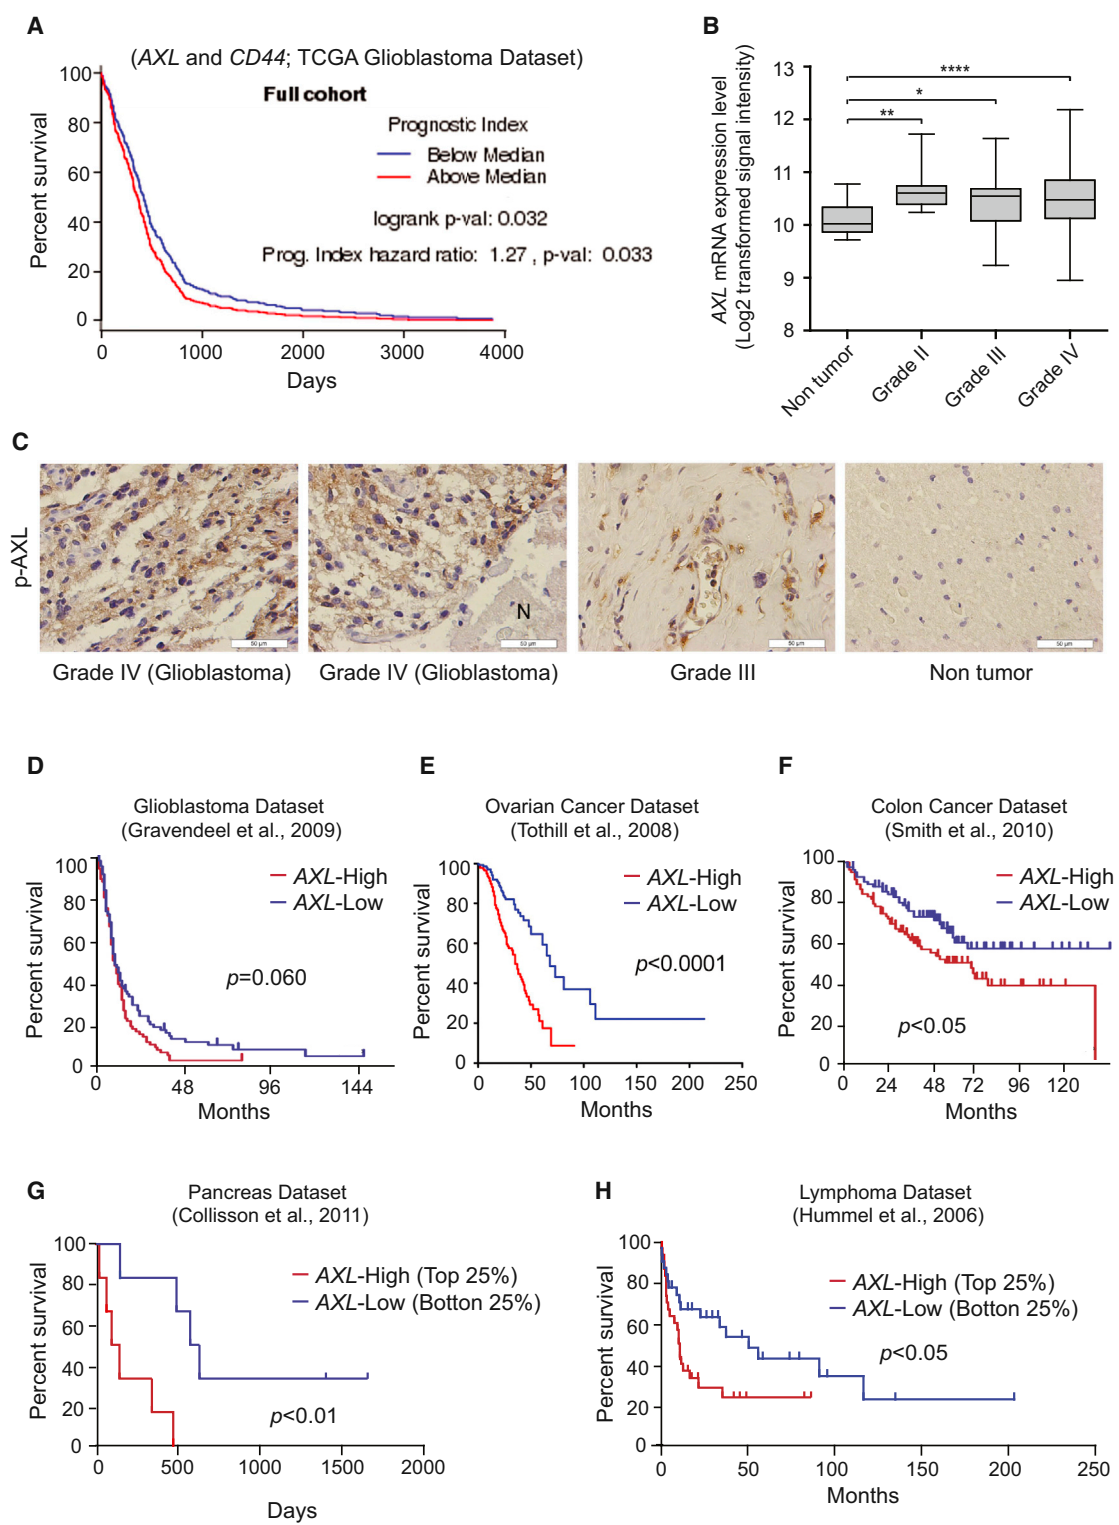 A
(AXL and CD44; TCGA Glioblastoma Dataset)
Full cohort
Prognostic Index
Below Median
Above Median
logrank p-val: 0.032
Prog. Index hazard ratio: 1.27 , p-val: 0.033
Percent survival
100
80
60
40
20
0
0 1000 2000 3000 4000
Days
B
AXL mRNA expression level
(Log2 transformed signal intensity)
13
12
11
10
9
8
****
*
**
Non tumor
Grade II
Grade III
Grade IV
C
p-AXL
N
50 µm
50 µm
50 µm
50 µm
Grade IV (Glioblastoma)
Grade IV (Glioblastoma)
Grade III
Non tumor
D
Glioblastoma Dataset
(Gravendeel et al., 2009)
Percent survival
100
80
60
40
20
0
AXL-High
AXL-Low
p=0.060
0 48 96 144
Months
E
Ovarian Cancer Dataset
(Tothill et al., 2008)
Percent survival
100
80
60
40
20
0
AXL-High
AXL-Low
p<0.0001
0 50 100 150 200 250
Months
F
Colon Cancer Dataset
(Smith et al., 2010)
Percent survival
100
80
60
40
20
0
AXL-High
AXL-Low
p<0.05
0 24 48 72 96 120
Months
G
Pancreas Dataset
(Collisson et al., 2011)
Percent survival
100
80
60
40
20
0
AXL-High (Top 25%)
AXL-Low (Botton 25%)
p<0.01
0 500 1000 1500 2000
Days
H
Lymphoma Dataset
(Hummel et al., 2006)
Percent survival
100
80
60
40
20
0
AXL-High (Top 25%)
AXL-Low (Botton 25%)
p<0.05
0 50 100 150 200 250
Months